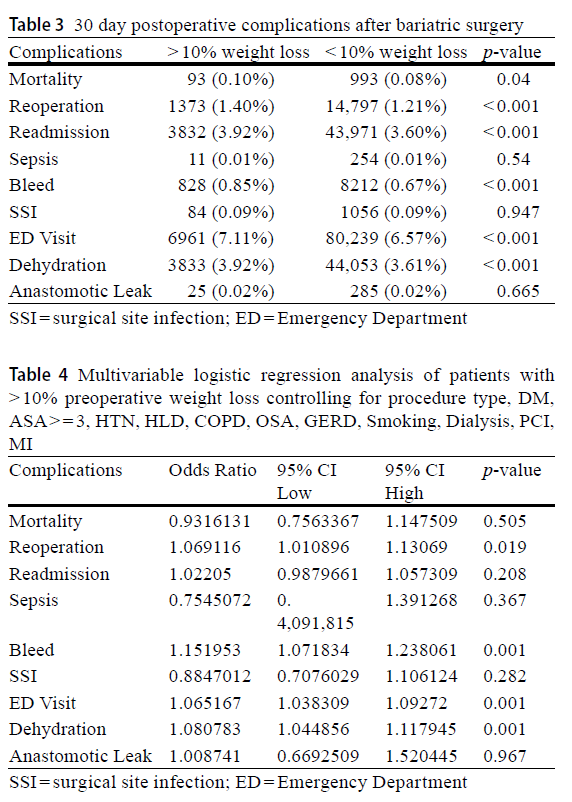 Table 3 30 day postoperative complications after bariatric surgery
Complications >10% weight loss <10% weight loss p-value
Mortality 93 (0.10%) 993 (0.08%) 0.04
Reoperation 1373 (1.40%) 14,797 (1.21%) <0.001
Readmission 3832 (3.92%) 43,971 (3.60%) <0.001
Sepsis 11 (0.01%) 254 (0.01%) 0.54
Bleed 828 (0.85%) 8212 (0.67%) <0.001
SSI 84 (0.09%) 1056 (0.09%) 0.947
ED Visit 6961 (7.11%) 80,239 (6.57%) <0.001
Dehydration 3833 (3.92%) 44,053 (3.61%) <0.001
Anastomotic Leak 25 (0.02%) 285 (0.02%) 0.665
SSI=surgical site infection; ED=Emergency Department
Table 4 Multivariable logistic regression analysis of patients with
>10% preoperative weight loss controlling for procedure type, DM,
ASA>=3, HTN, HLD, COPD, OSA, GERD, Smoking, Dialysis, PCI,
MI
Complications Odds Ratio 95% CI 95% CI p-value
Low High
Mortality 0.9316131 0.7563367 1.147509 0.505
Reoperation 1.069116 1.010896 1.13069 0.019
Readmission 1.02205 0.9879661 1.057309 0.208
Sepsis 0.7545072 0. 1.391268 0.367
4,091,815
Bleed 1.151953 1.071834 1.238061 0.001
SSI 0.8847012 0.7076029 1.106124 0.282
ED Visit 1.065167 1.038309 1.09272 0.001
Dehydration 1.080783 1.044856 1.117945 0.001
Anastomotic Leak 1.008741 0.6692509 1.520445 0.967
SSI=surgical site infection; ED=Emergency Department